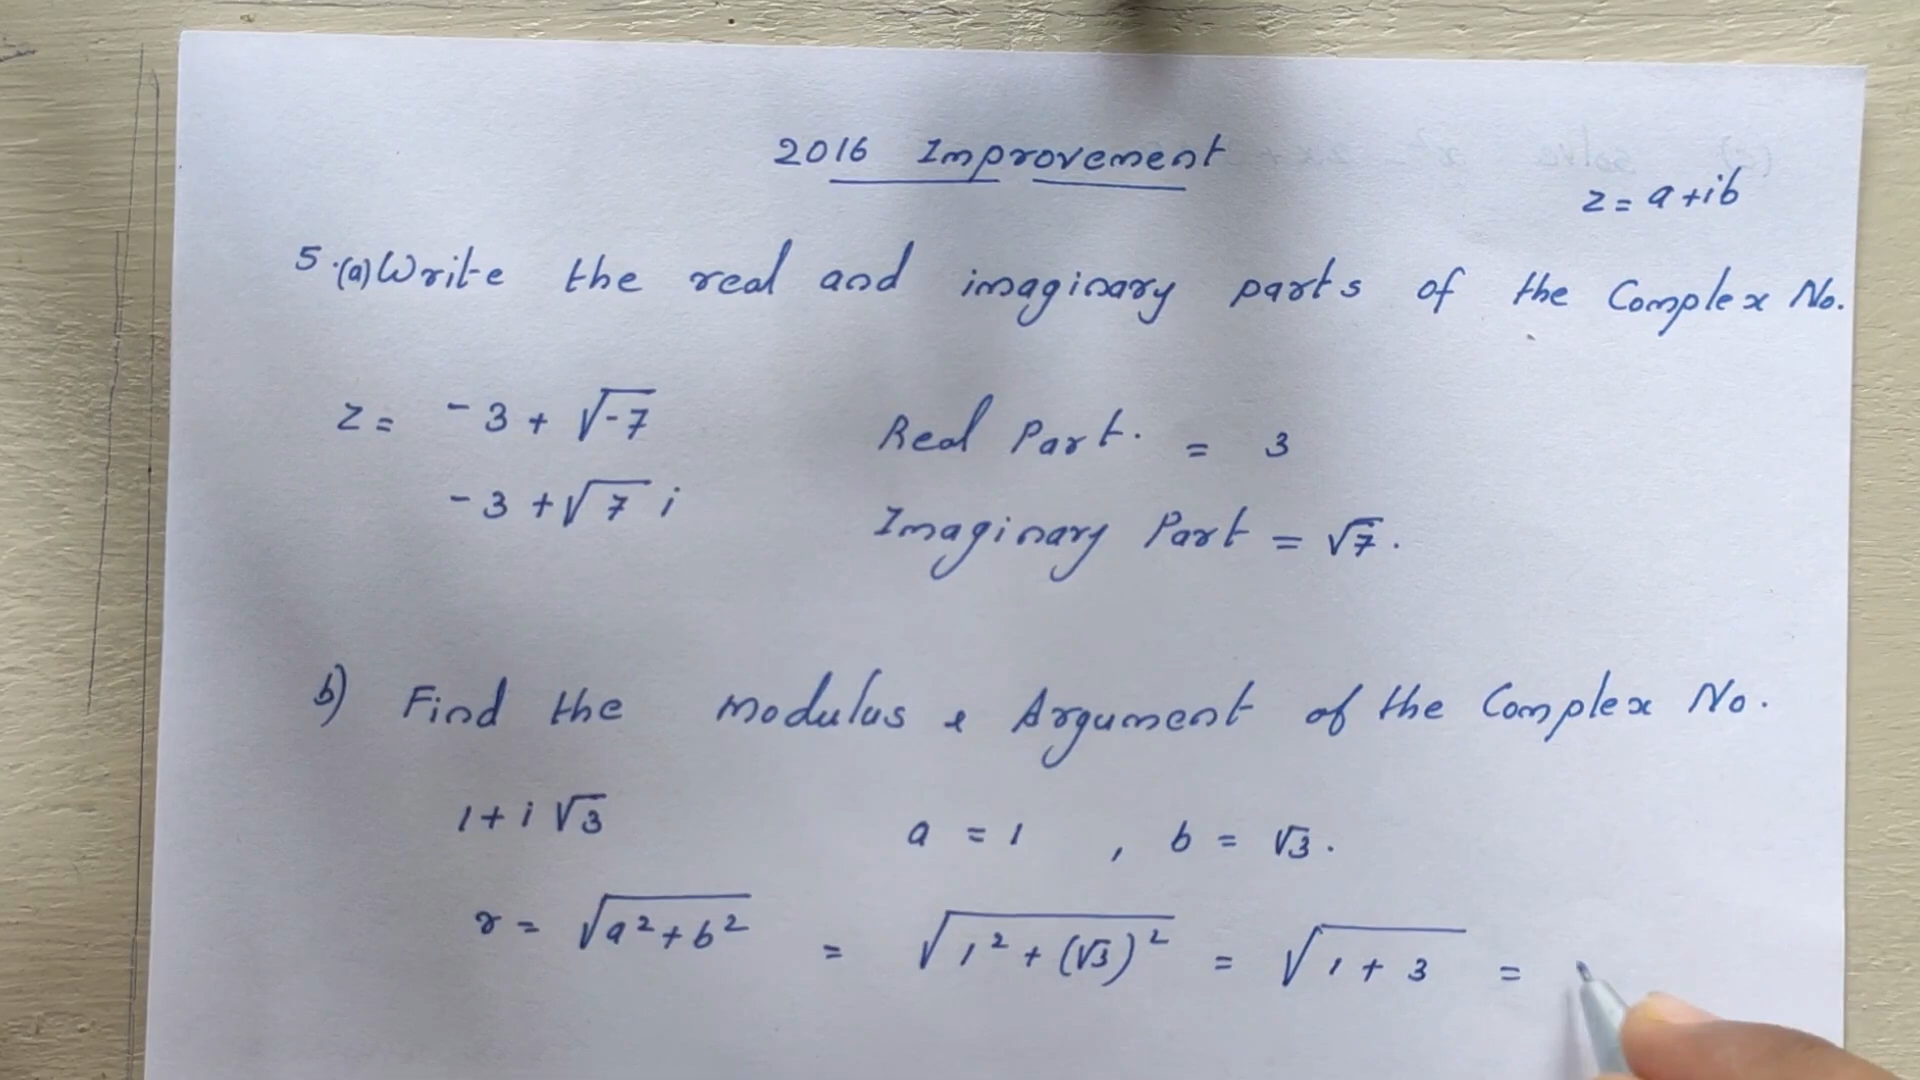 2016 Improvement
z = a+ib
5.(a) Write the real and imaginary parts of the Complex No.
z = -3 + √-7
Real Part. = 3
-3 + √7 i
Imaginary Part = √7.
b) Find the modulus & Argument of the Complex No.
1+i√3
a = 1 , b = √3.
r = √a²+b² = √1² + (√3)² = √1 + 3 =